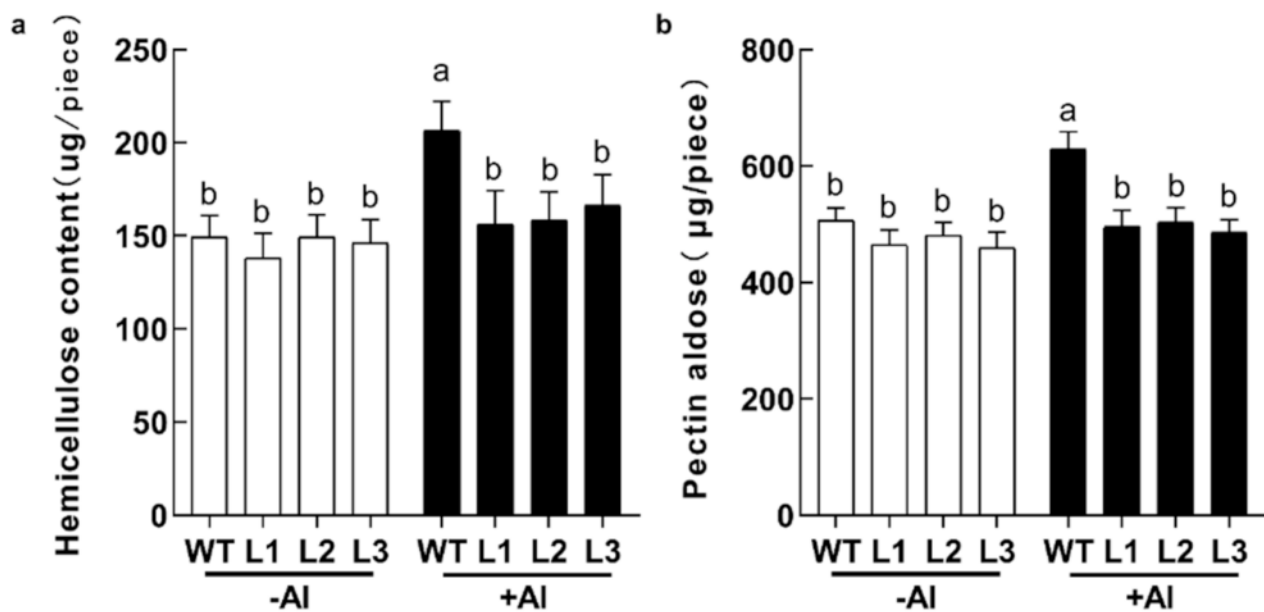 a
Hemicellulose content(ug/piece)
250
200
150
100
50
0
b
b
b
b
a
b
b
b
WT L1 L2 L3 WT L1 L2 L3
-Al +Al
b
Pectin aldose( μg/piece)
800
600
400
200
0
b
b
b
b
a
b
b
b
WT L1 L2 L3 WT L1 L2 L3
-Al +Al